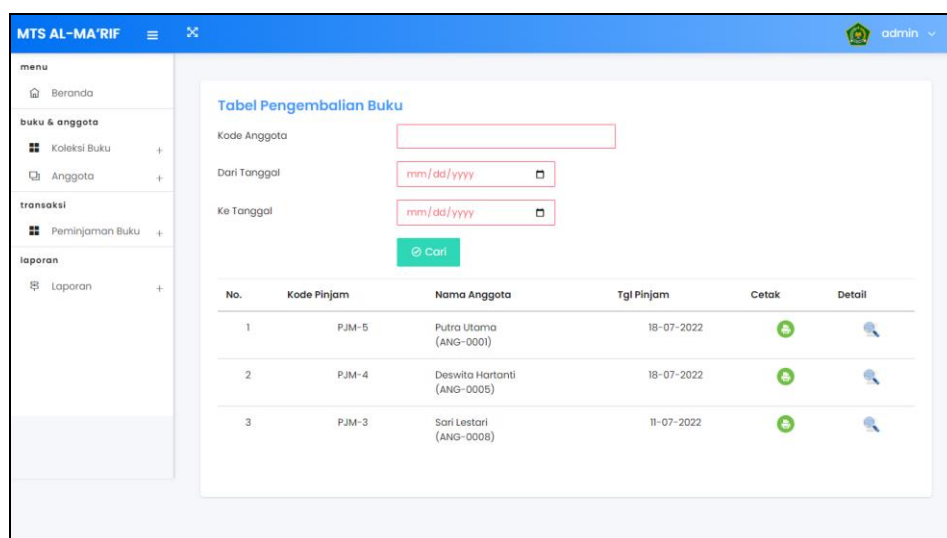 MTS AL-MA'RIF
admin
menu
Beranda
buku & anggota
Koleksi Buku +
Anggota +
transaksi
Peminjaman Buku +
laporan
Laporan +
Tabel Pengembalian Buku
Kode Anggota
Dari Tanggal mm/dd/yyyy
Ke Tanggal mm/dd/yyyy
Cari
No. Kode Pinjam Nama Anggota Tgl Pinjam Cetak Detail
1 PJM-5 Putra Utama 18-07-2022
(ANG-0001)
2 PJM-4 Deswita Hartanti 18-07-2022
(ANG-0005)
3 PJM-3 Sari Lestari 11-07-2022
(ANG-0008)